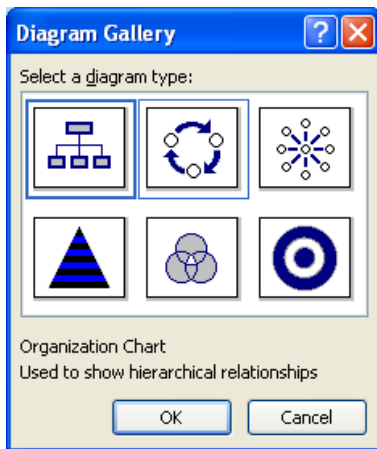 Diagram Gallery
Select a diagram type:
Organization Chart
Used to show hierarchical relationships
OK Cancel